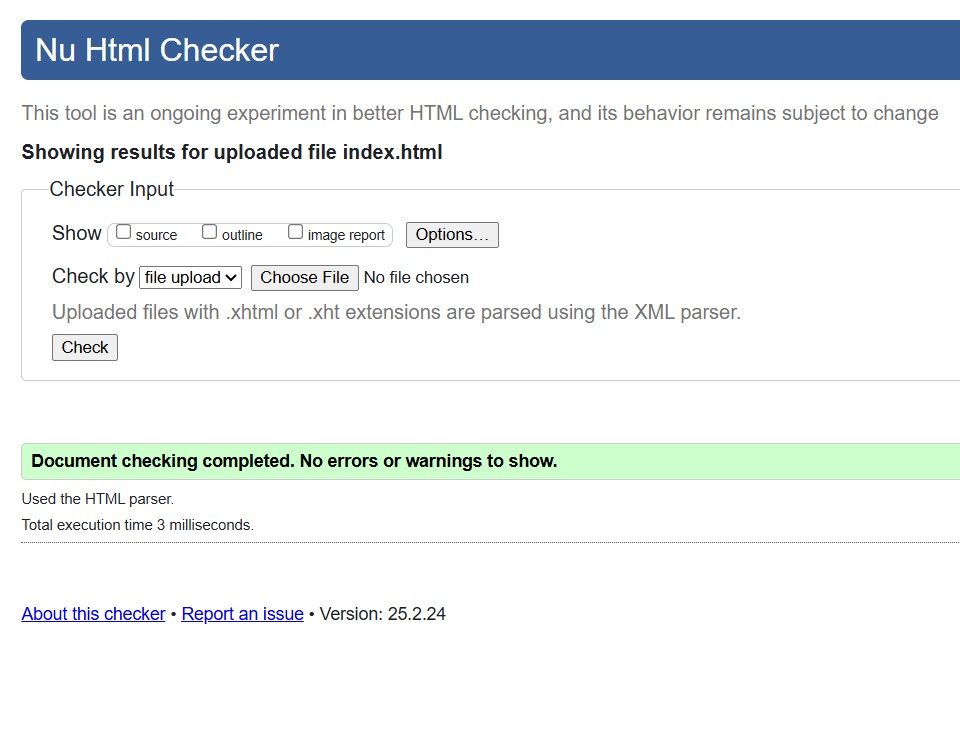 Nu Html Checker
This tool is an ongoing experiment in better HTML checking, and its behavior remains subject to change
Showing results for uploaded file index.html
Checker Input
Show source outline image report Options…
Check by file upload Choose File No file chosen
Uploaded files with .xhtml or .xht extensions are parsed using the XML parser.
Check
Document checking completed. No errors or warnings to show.
Used the HTML parser.
Total execution time 3 milliseconds.
About this checker • Report an issue • Version: 25.2.24